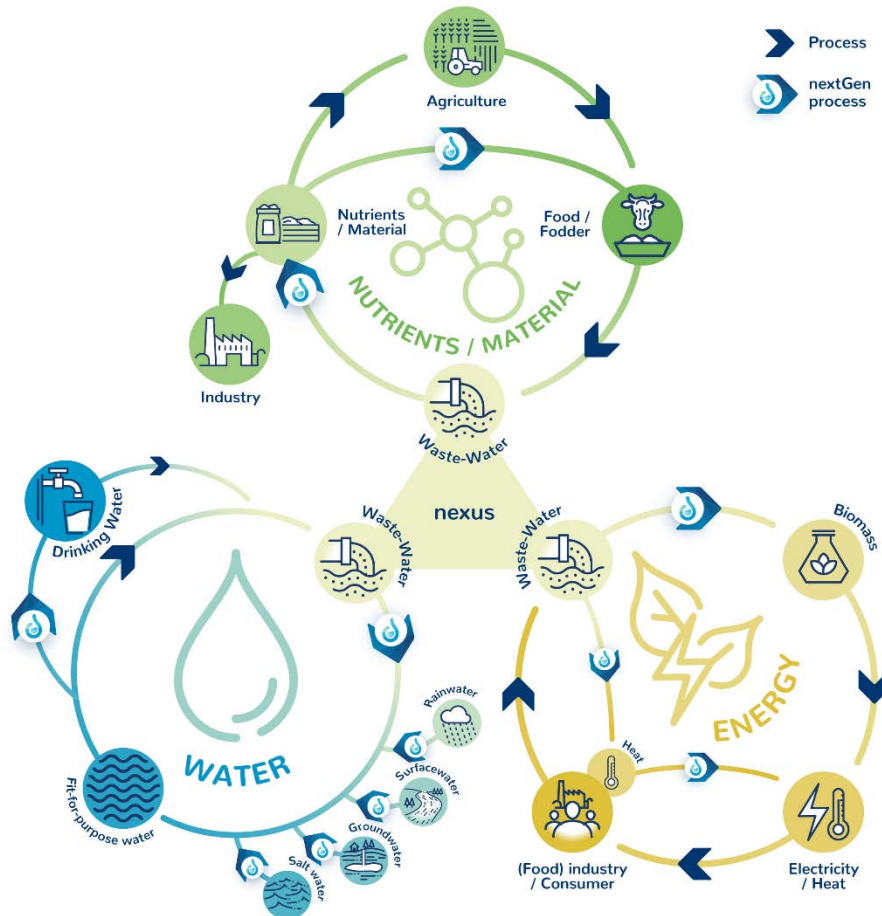 Process
nextGen
process
Agriculture
Nutrients
/ Material
Food /
Fodder
NUTRIENTS / MATERIAL
Industry
Waste-Water
nexus
Drinking Water
Waste-Water
Waste-Water
Biomass
WATER
ENERGY
Rainwater
Surfacewater
Groundwater
Salt water
Fit-for-purpose water
Heat
(Food) industry
/ Consumer
Electricity
/ Heat